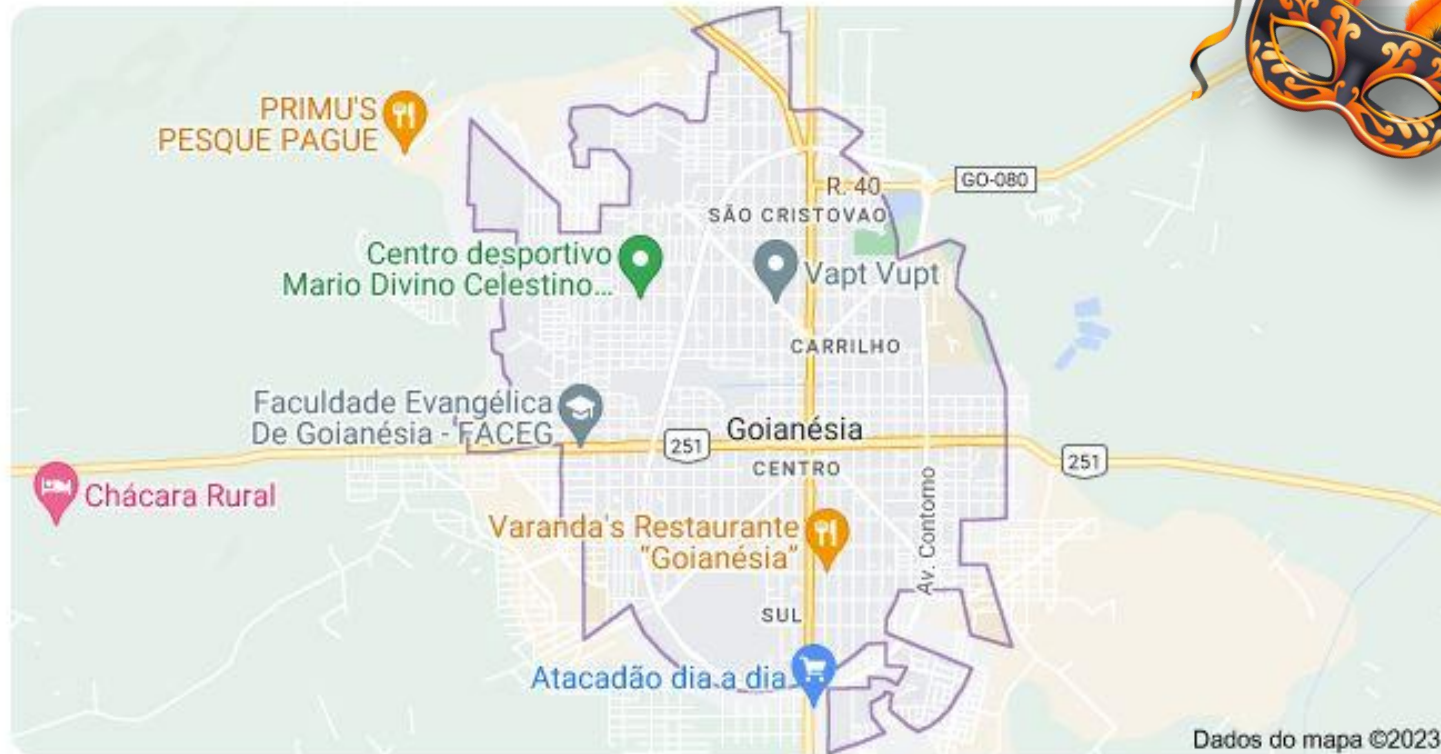 PRIMU'S
PESQUE PAGUE
R. 40
GO-080
SÃO CRISTOVAO
Centro desportivo
Mario Divino Celestino...
Vapt Vupt
CARRILHO
Faculdade Evangélica
De Goianésia - FACEG
251
Goianésia
CENTRO
251
Chácara Rural
Av. Contorno
Varanda's Restaurante
"Goianésia"
SUL
Atacadão dia a dia
Dados do mapa ©2023